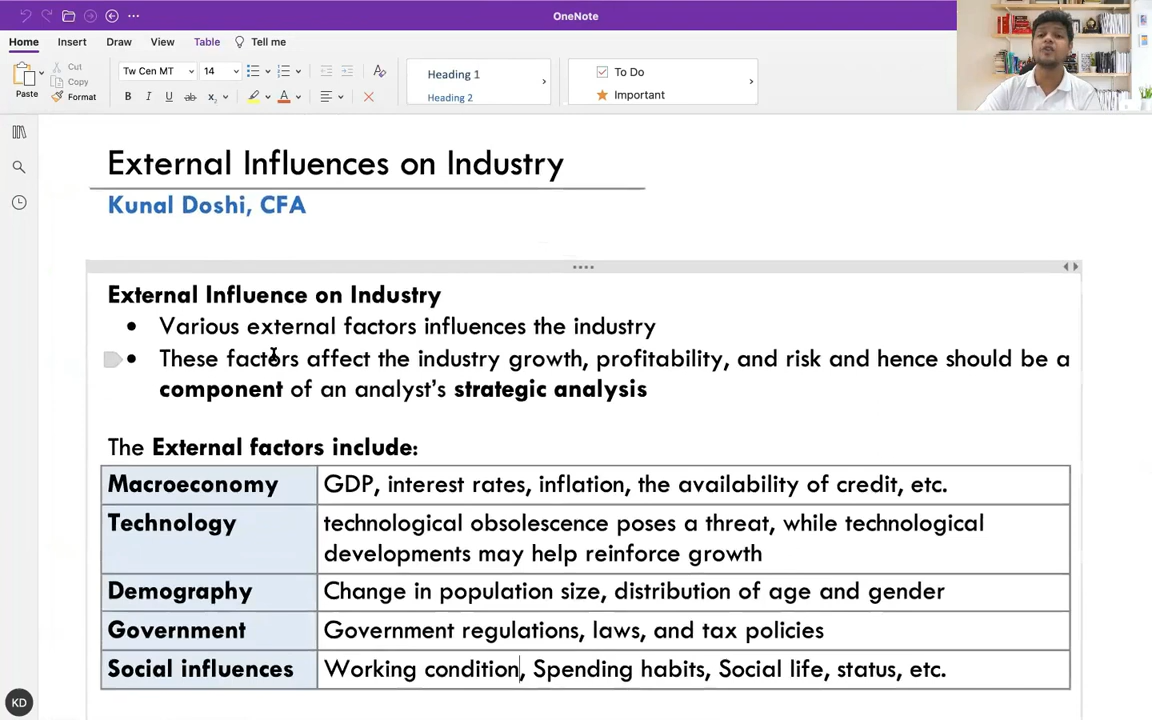 OneNote
Home Insert Draw View Table Tell me
Paste
Cut
Copy
Format
Tw Cen MT 14
B I U ab x₂ A
Heading 1
Heading 2
To Do
Important
External Influences on Industry
Kunal Doshi, CFA
External Influence on Industry
• Various external factors influences the industry
• These factors affect the industry growth, profitability, and risk and hence should be a
component of an analyst's strategic analysis
The External factors include:
Macroeconomy GDP, interest rates, inflation, the availability of credit, etc.
Technology technological obsolescence poses a threat, while technological
developments may help reinforce growth
Demography Change in population size, distribution of age and gender
Government Government regulations, laws, and tax policies
Social influences Working condition, Spending habits, Social life, status, etc.
KD